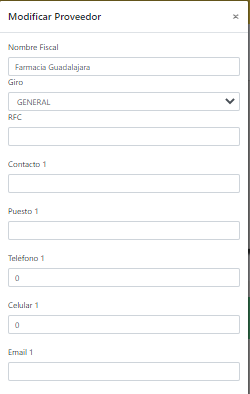 Modificar Proveedor ×
Nombre Fiscal
Farmacia Guadalajara
Giro
GENERAL
RFC
Contacto 1
Puesto 1
Teléfono 1
0
Celular 1
0
Email 1